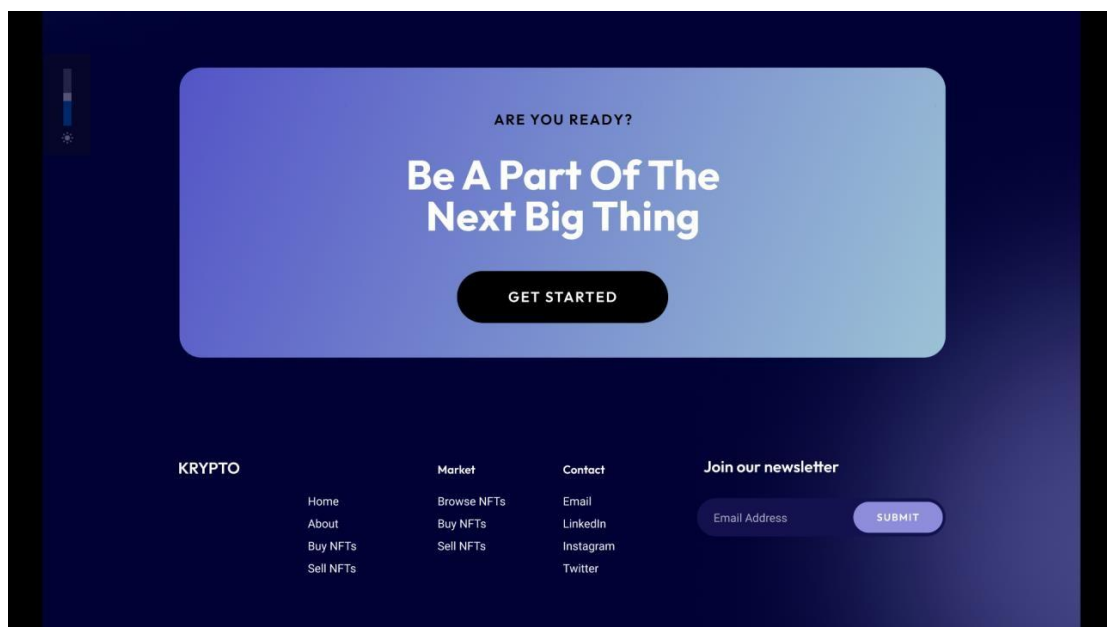 ARE YOU READY?
Be A Part Of The
Next Big Thing
GET STARTED
KRYPTO
Home
About
Buy NFTs
Sell NFTs
Market
Browse NFTs
Buy NFTs
Sell NFTs
Contact
Email
LinkedIn
Instagram
Twitter
Join our newsletter
Email Address
SUBMIT